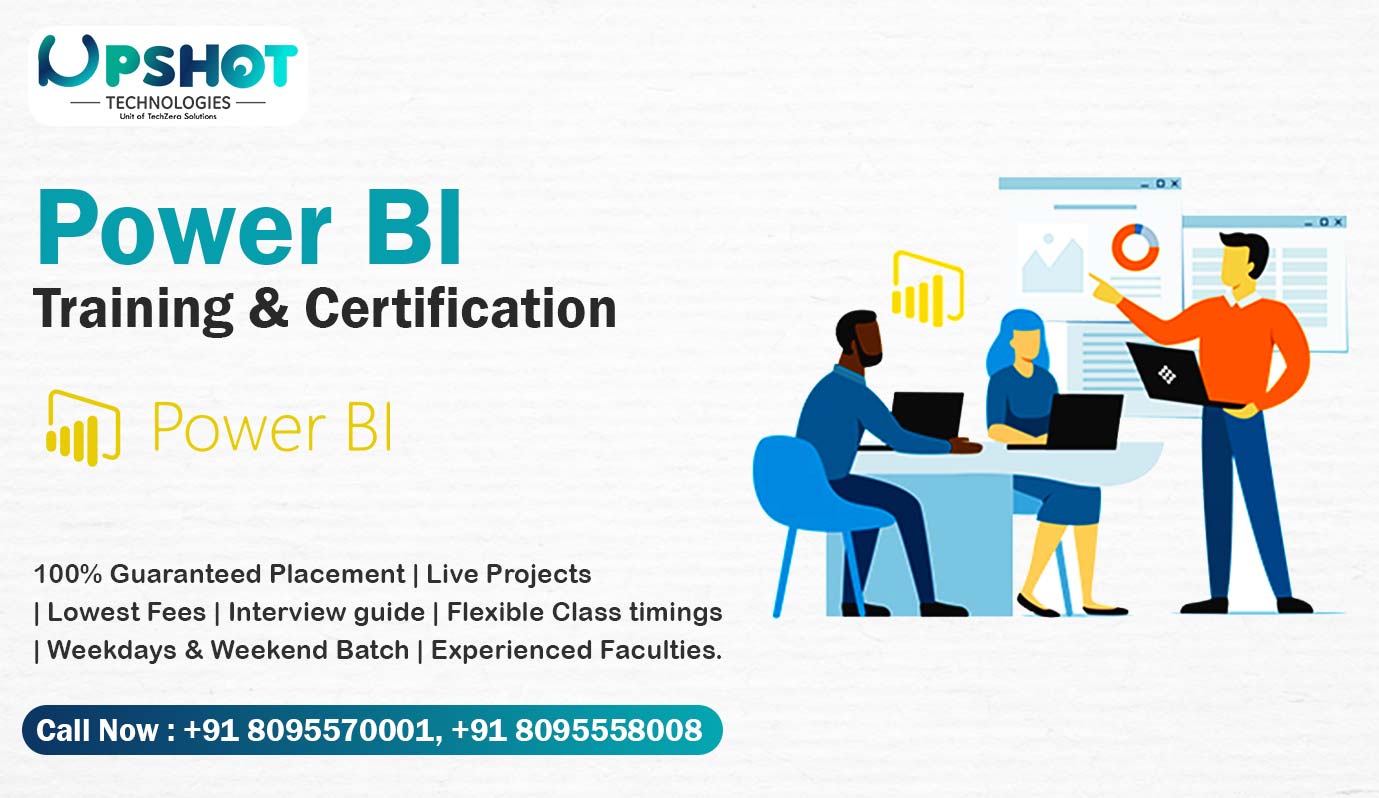 UPSHOT
TECHNOLOGIES
Unit of TechZera Solutions
Power BI
Training & Certification
Power BI
100% Guaranteed Placement | Live Projects
| Lowest Fees | Interview guide | Flexible Class timings
| Weekdays & Weekend Batch | Experienced Faculties.
Call Now : +91 8095570001, +91 8095558008